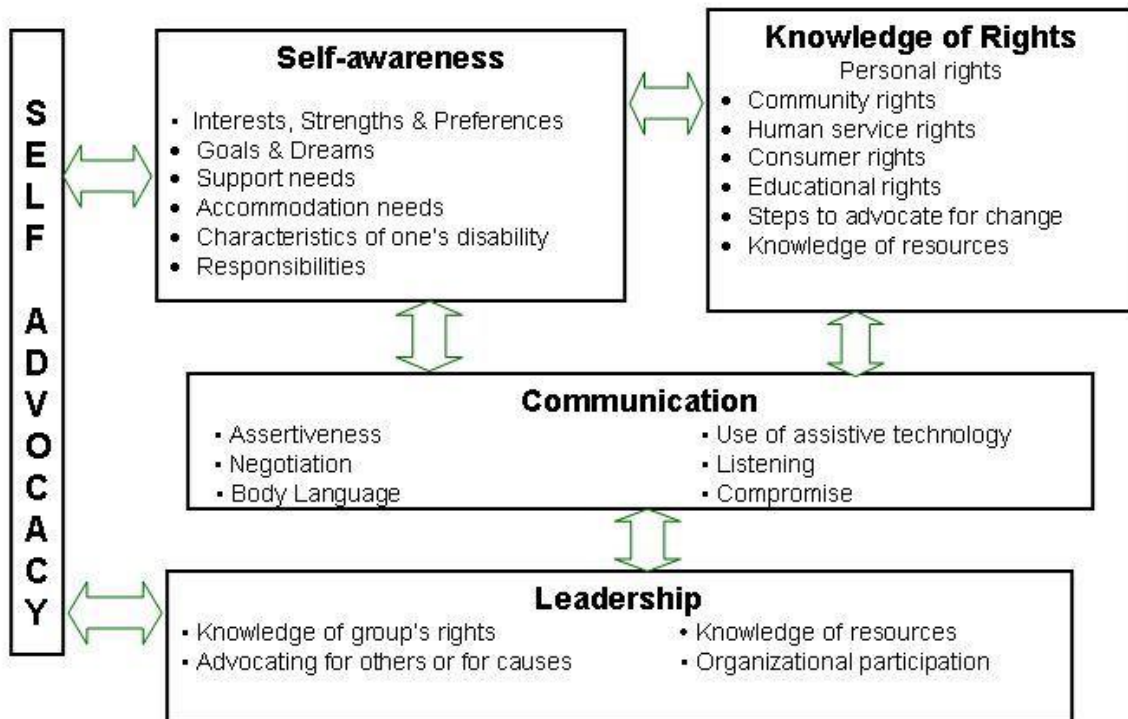 SELF ADVOCACY
Self-awareness
▪ Interests, Strengths & Preferences
• Goals & Dreams
• Support needs
• Accommodation needs
• Characteristics of one's disability
• Responsibilities
Knowledge of Rights
Personal rights
• Community rights
• Human service rights
• Consumer rights
• Educational rights
• Steps to advocate for change
• Knowledge of resources
Communication
▪ Assertiveness
▪ Negotiation
▪ Body Language
▪ Use of assistive technology
▪ Listening
▪ Compromise
Leadership
▪ Knowledge of group's rights
▪ Advocating for others or for causes
• Knowledge of resources
▪ Organizational participation